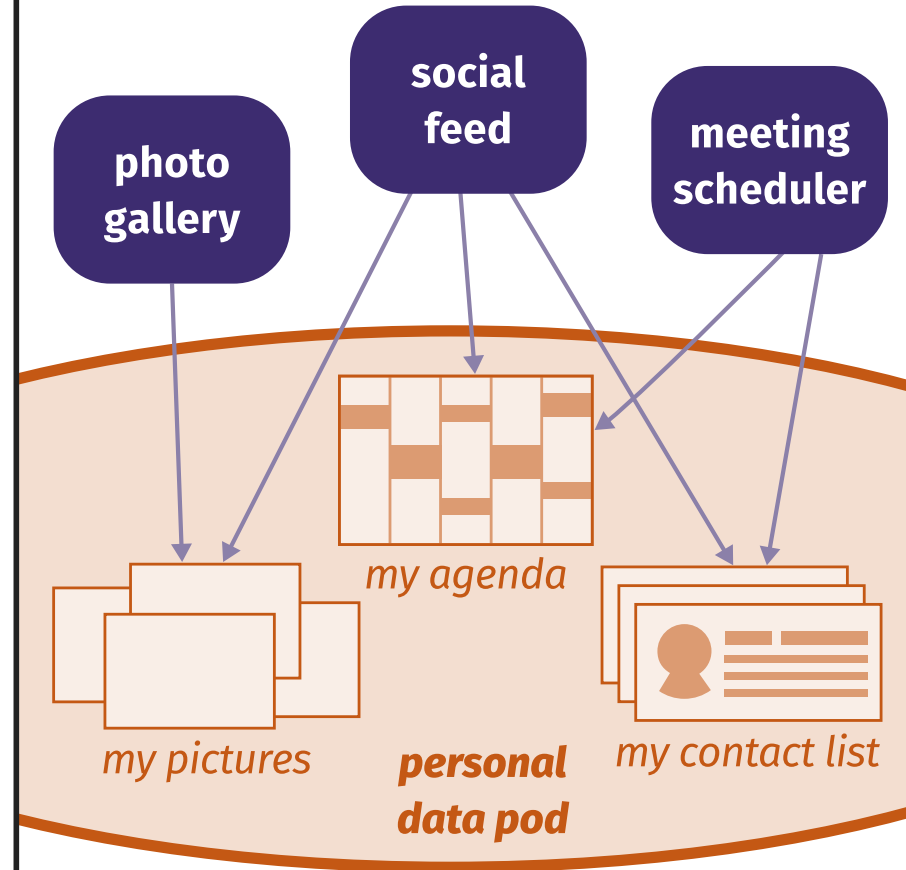 social
feed
photo
gallery
meeting
scheduler
my agenda
my pictures
my contact list
personal
data pod